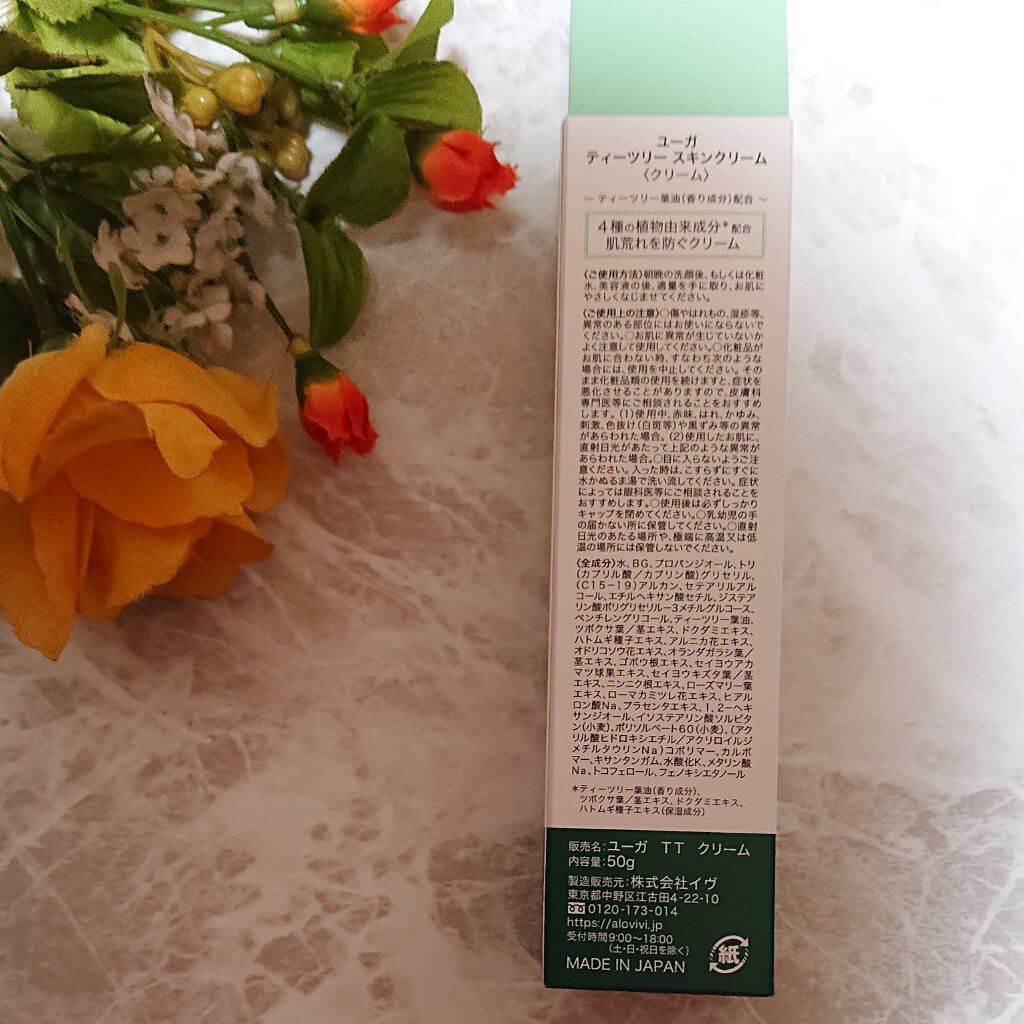 ユーガ
ティーツリー スキンクリーム
〈クリーム〉
～ ティーツリー葉油(香り成分)配合 ～
4種の植物由来成分*配合
肌荒れを防ぐクリーム
〈ご使用方法〉朝晩の洗顔後、もしくは化粧
水、美容液の後、適量を手に取り、お肌に
やさしくなじませてください。
〈ご使用上の注意〉○傷やはれもの、湿疹等、
異常のある部位にはお使いにならないで
ください。○お肌に異常が生じていないか
よく注意して使用してください。○化粧品が
お肌に合わない時、すなわち次のような
場合には、使用を中止してください。その
まま化粧品類の使用を続けますと、症状を
悪化させることがありますので、皮膚科
専門医等にご相談されることをおすすめ
します。(1)使用中、赤味、はれ、かゆみ、
刺激、色抜け(白斑等)や黒ずみ等の異常
があらわれた場合。(2)使用したお肌に、
直射日光があたって上記のような異常が
あらわれた場合。○目に入らないようご注
意ください。入った時は、こすらずにすぐに
水かぬるま湯で洗い流してください。症状
によっては眼科医等にご相談されることを
おすすめします。○使用後は必ずしっかり
キャップを閉めてください。○乳幼児の手
の届かない所に保管してください。○直射
日光のあたる場所や、極端に高温又は低
温の場所には保管しないでください。
〈全成分〉水、BG、プロパンジオール、トリ
(カプリル酸／カプリン酸)グリセリル、
(C15-19)アルカン、セテアリルアル
コール、エチルヘキサン酸セチル、ジステア
リン酸ポリグリセリル-3メチルグルコース、
ペンチレングリコール、ティーツリー葉油、
ツボクサ葉／茎エキス、ドクダミエキス、
ハトムギ種子エキス、アルニカ花エキス、
オドリコソウ花エキス、オランダガラシ葉／
茎エキス、ゴボウ根エキス、セイヨウアカ
マツ球果エキス、セイヨウキズタ葉／茎
エキス、ニンニク根エキス、ローズマリー葉
エキス、ローマカミツレ花エキス、ヒアル
ロン酸Na、プラセンタエキス、1,2-ヘキ
サンジオール、イソステアリン酸ソルビタ
ン(小麦)、ポリソルベート60(小麦)、(アク
リル酸ヒドロキシエチル／アクリロイルジ
メチルタウリンNa)コポリマー、カルボ
マー、キサンタンガム、水酸化K、メタリン酸
Na、トコフェロール、フェノキシエタノール
*ティーツリー葉油(香り成分)、
ツボクサ葉／茎エキス、ドクダミエキス、
ハトムギ種子エキス(保湿成分)
販売名:ユーガ TT クリーム
内容量:50g
製造販売元:株式会社イヴ
東京都中野区江古田4-22-10
0120-173-014
https://alovivi.jp
受付時間9:00～18:00
(土・日・祝日を除く)
MADE IN JAPAN
紙